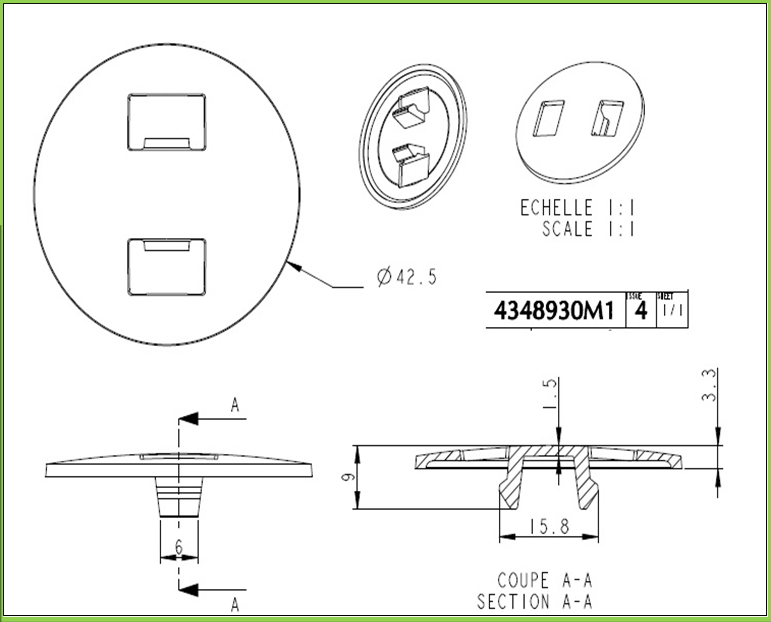 ECHELLE 1:1
SCALE 1:1
Ø42.5
4348930M1 ISSUE 4 SHEET 1/1
A
A
6
1.5
3.3
9
15.8
COUPE A-A
SECTION A-A